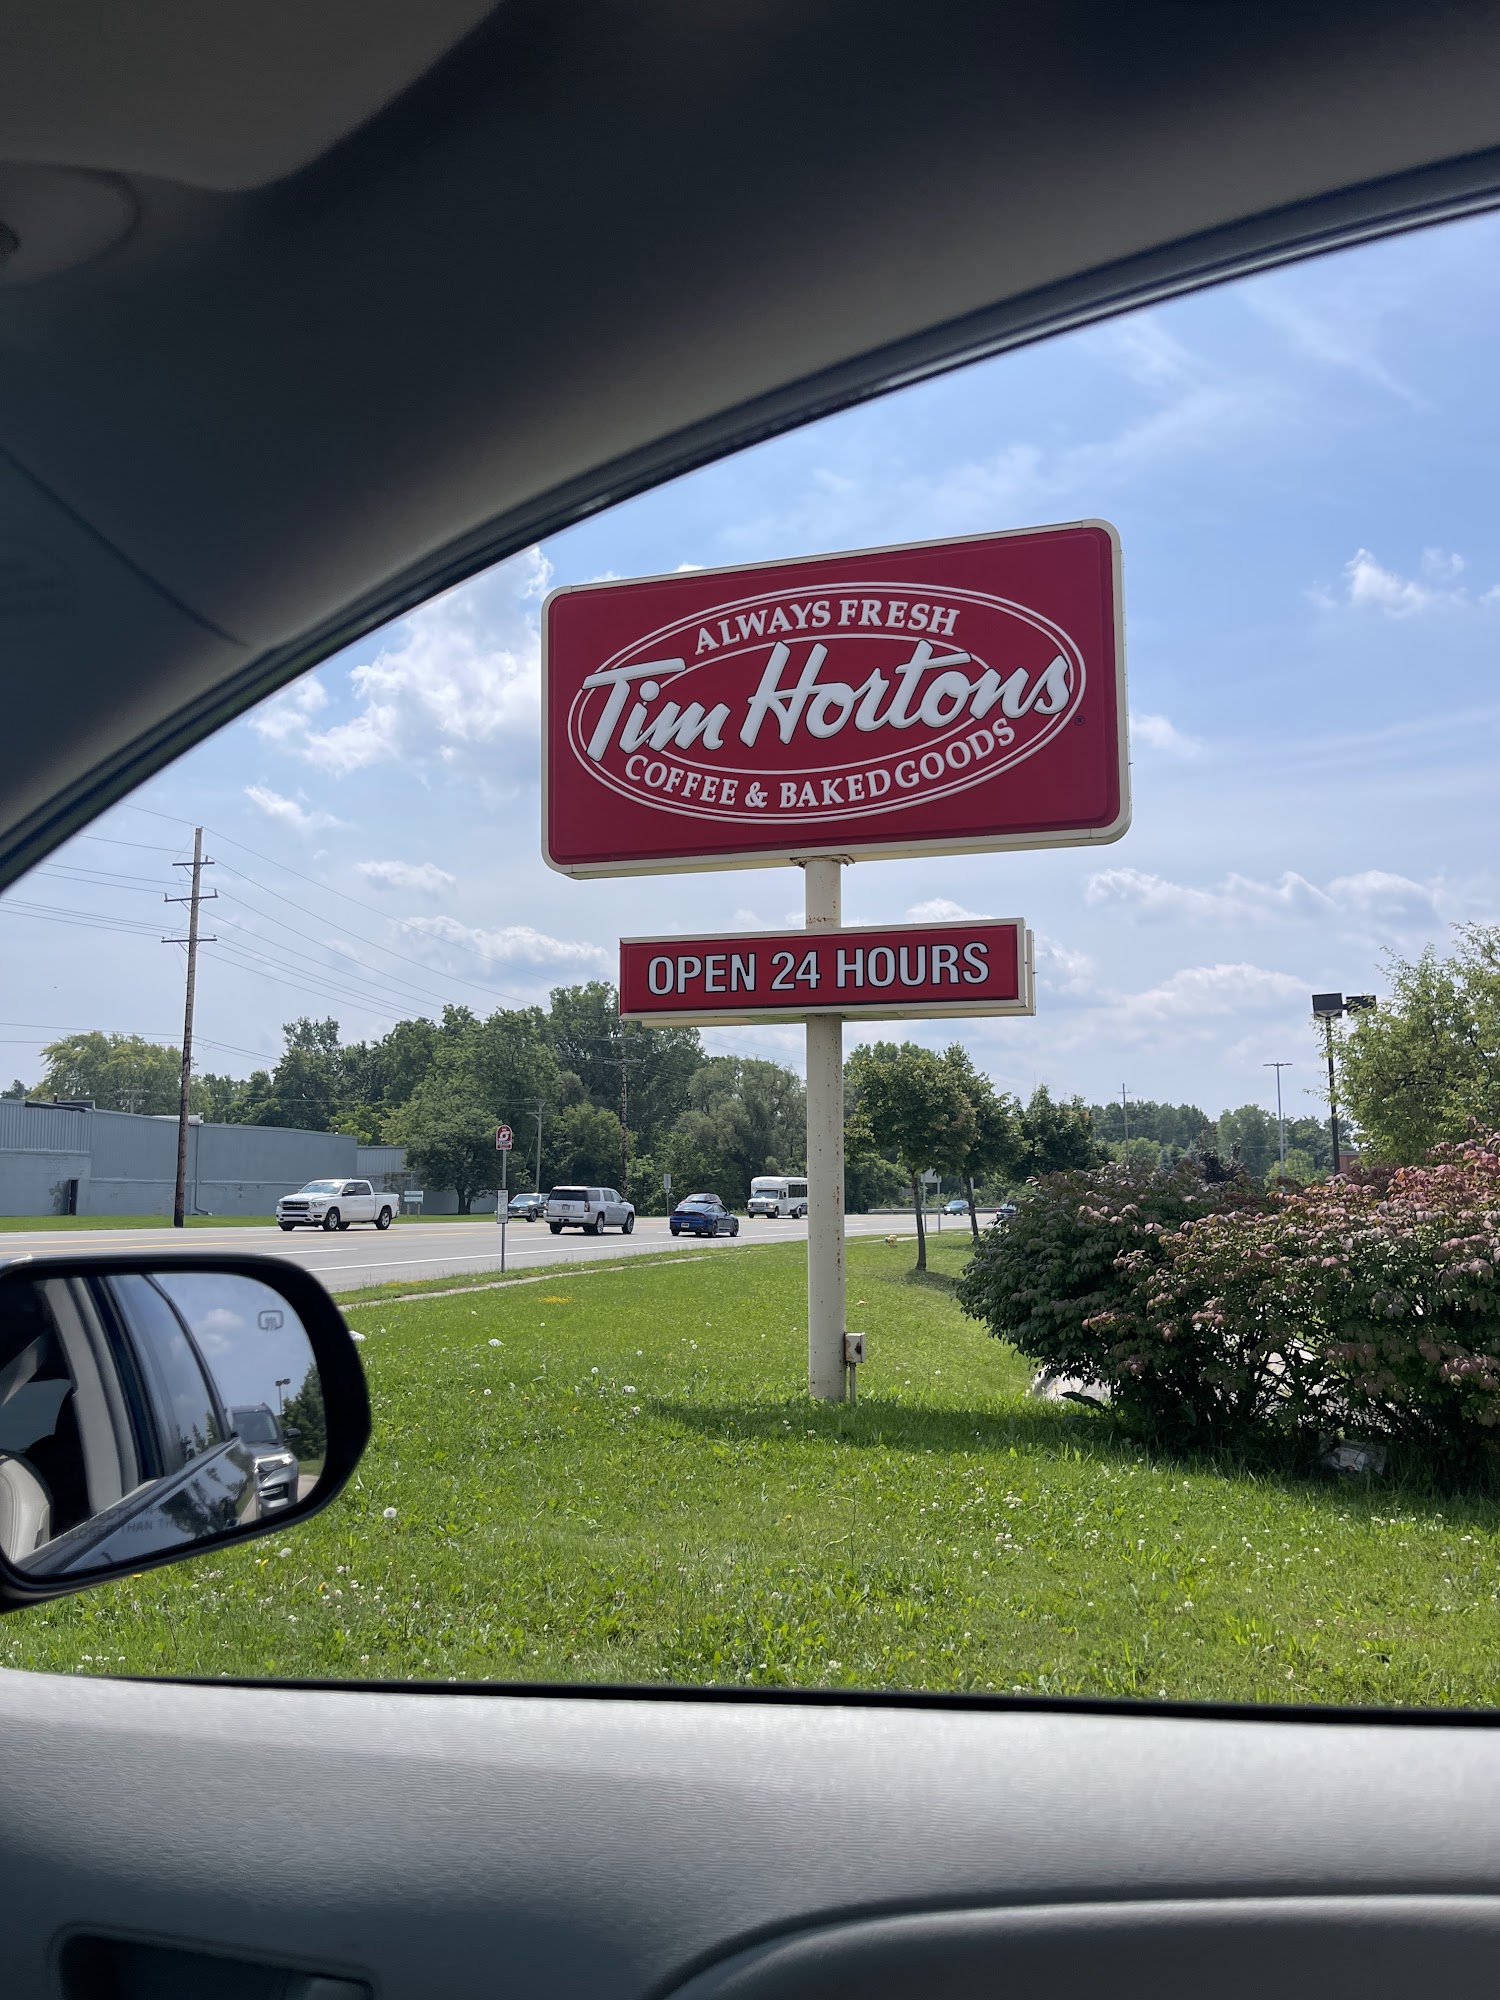 ALWAYS FRESH
Tim Hortons
COFFEE & BAKED GOODS
®
OPEN 24 HOURS